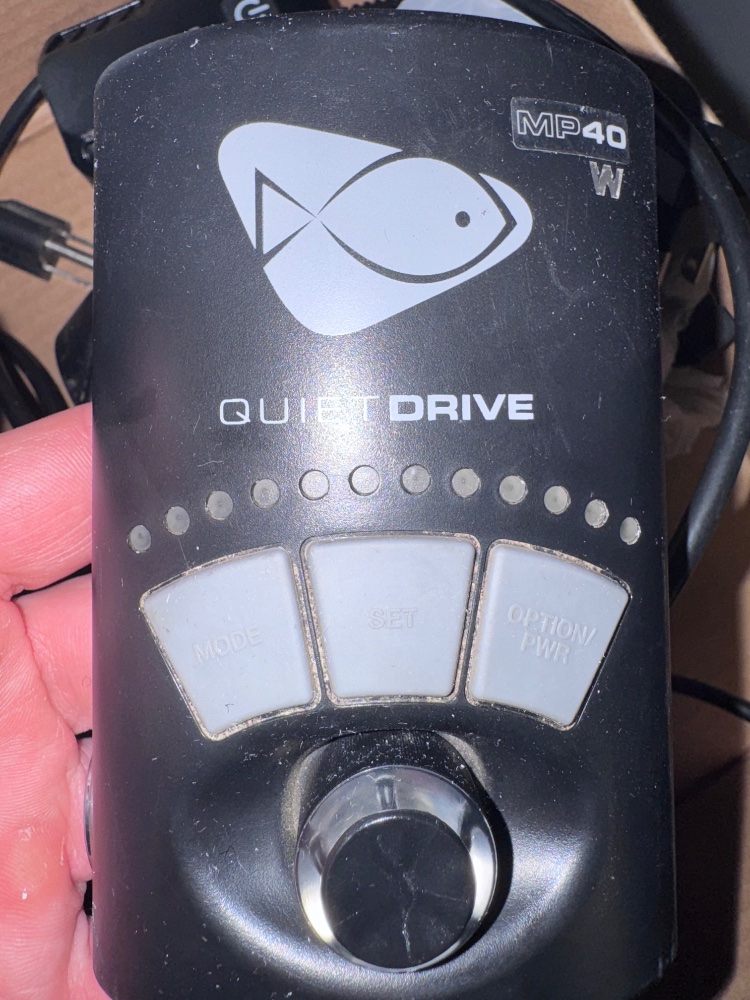 MP40
W
QUIETDRIVE
MODE
SET
OPTION/
PWR